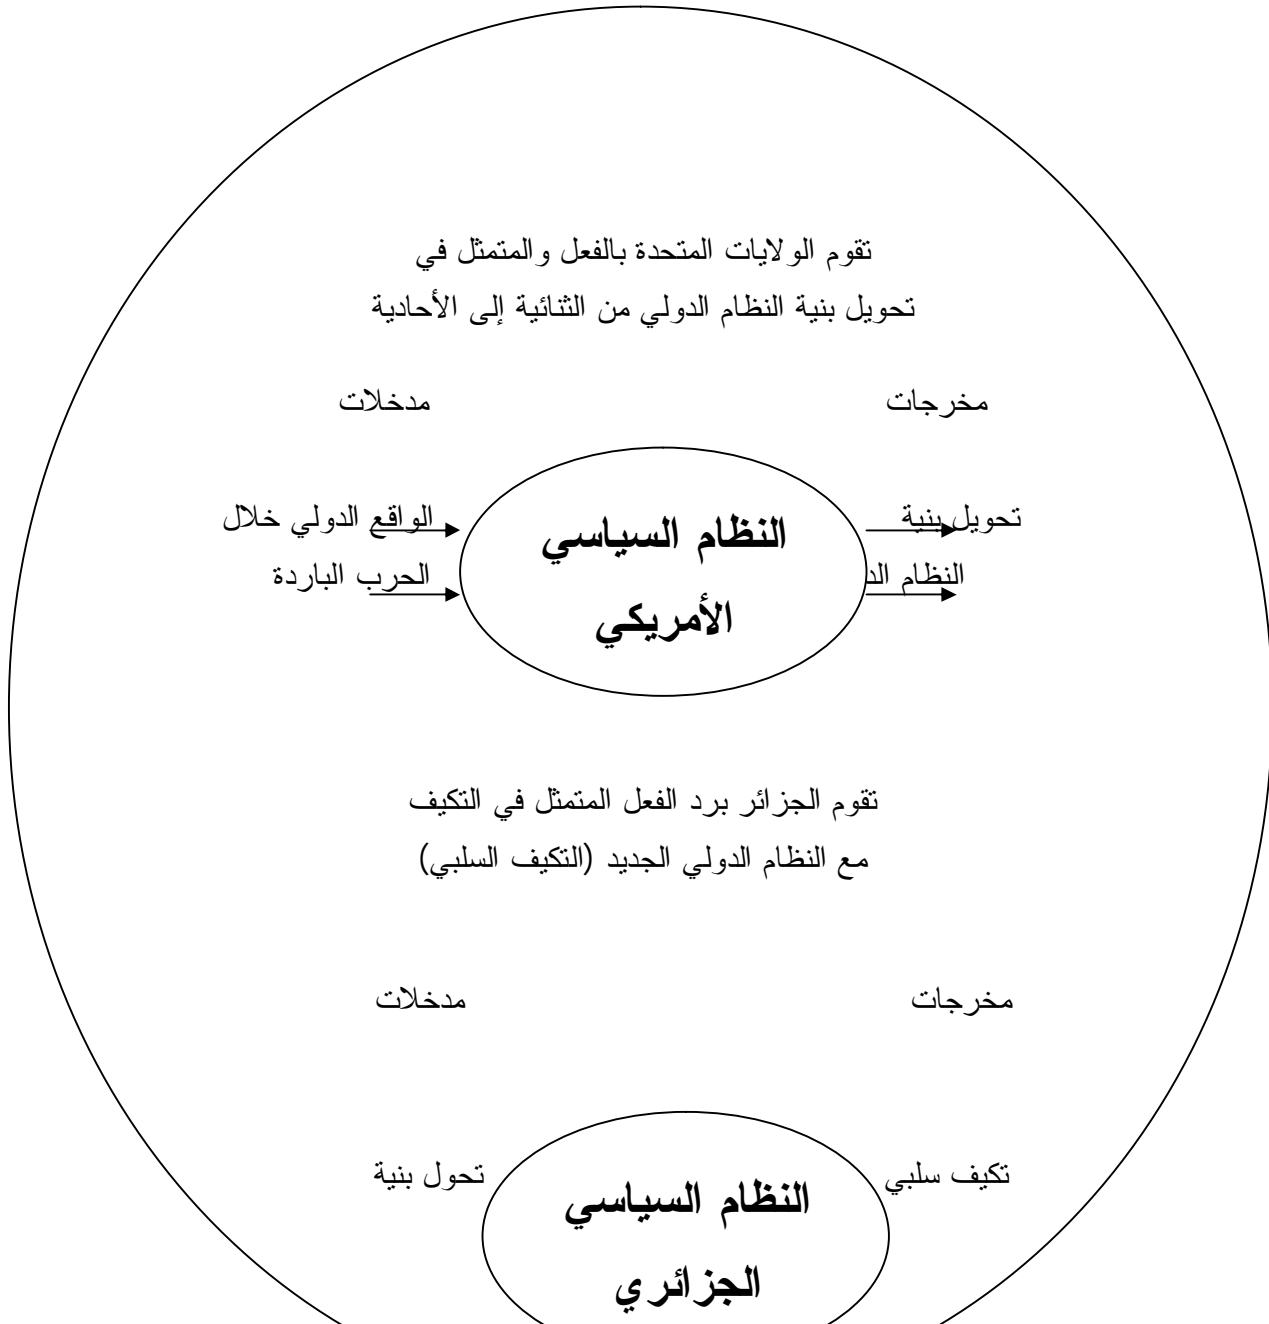 تقوم الولايات المتحدة بالفعل والمتمثل في
تحويل بنية النظام الدولي من الثنائية إلى الأحادية
مخرجات
مدخلات
تحويل بنية
النظام الد
النظام السياسي
الأمريكي
الواقع الدولي خلال
الحرب الباردة
تقوم الجزائر برد الفعل المتمثل في التكيف
مع النظام الدولي الجديد (التكيف السلبي)
مخرجات
مدخلات
تكيف سلبي
النظام السياسي
الجزائري
تحول بنية